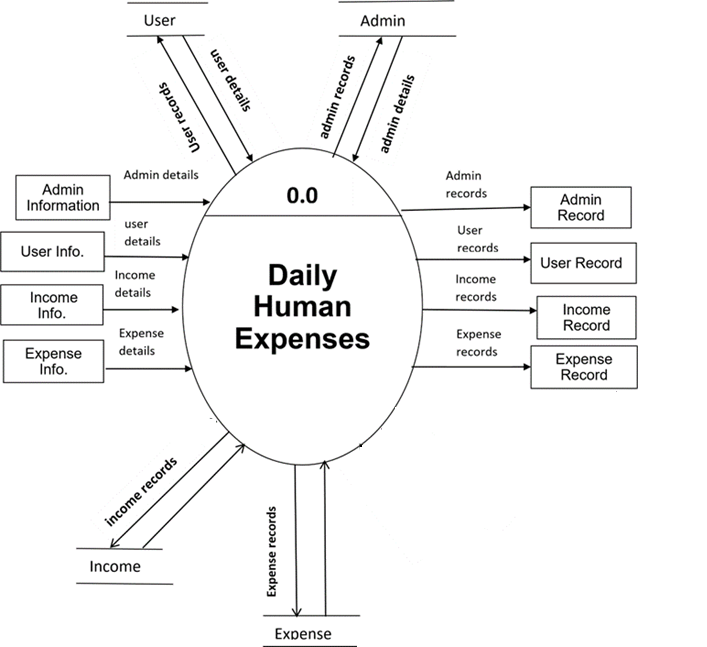 User
Admin
User records
user details
admin records
admin details
Admin details
Admin
Information
user
details
User Info.
Income
details
Income
Info.
Expense
details
Expense
Info.
0.0
Daily
Human
Expenses
Admin
records
Admin
Record
User
records
User Record
Income
records
Income
Record
Expense
records
Expense
Record
income records
Income
Expense records
Expense